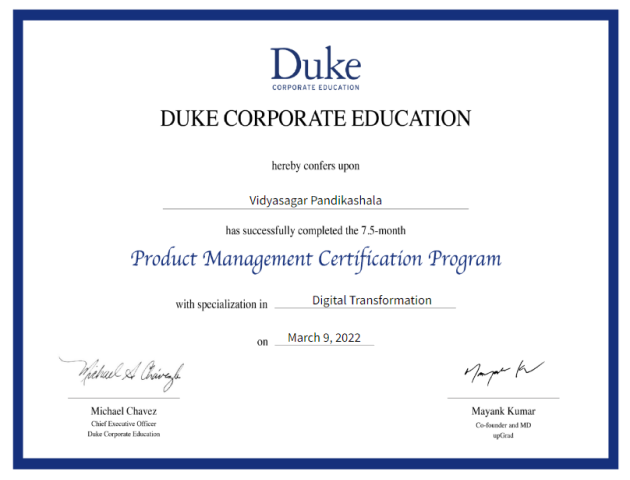 Duke
CORPORATE EDUCATION
DUKE CORPORATE EDUCATION
hereby confers upon
Vidyasagar Pandikashala
has successfully completed the 7.5-month
Product Management Certification Program
with specialization in Digital Transformation
on March 9, 2022
Michael A Chavez
Michael Chavez
Chief Executive Officer
Duke Corporate Education
Mayank Kumar
Co-founder and MD
upGrad